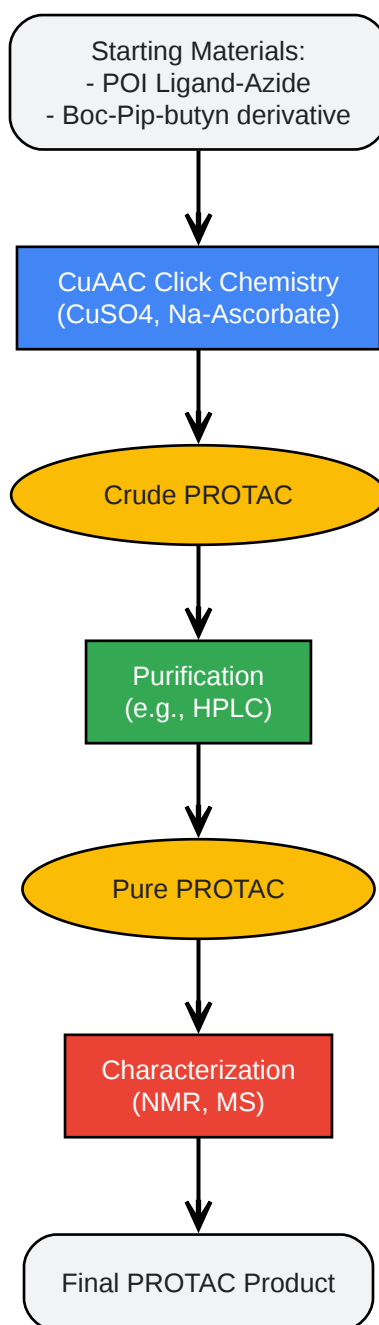 Starting Materials:
- POI Ligand-Azide
- Boc-Pip-butyn derivative
CuAAC Click Chemistry
(CuSO4, Na-Ascorbate)
Crude PROTAC
Purification
(e.g., HPLC)
Pure PROTAC
Characterization
(NMR, MS)
Final PROTAC Product